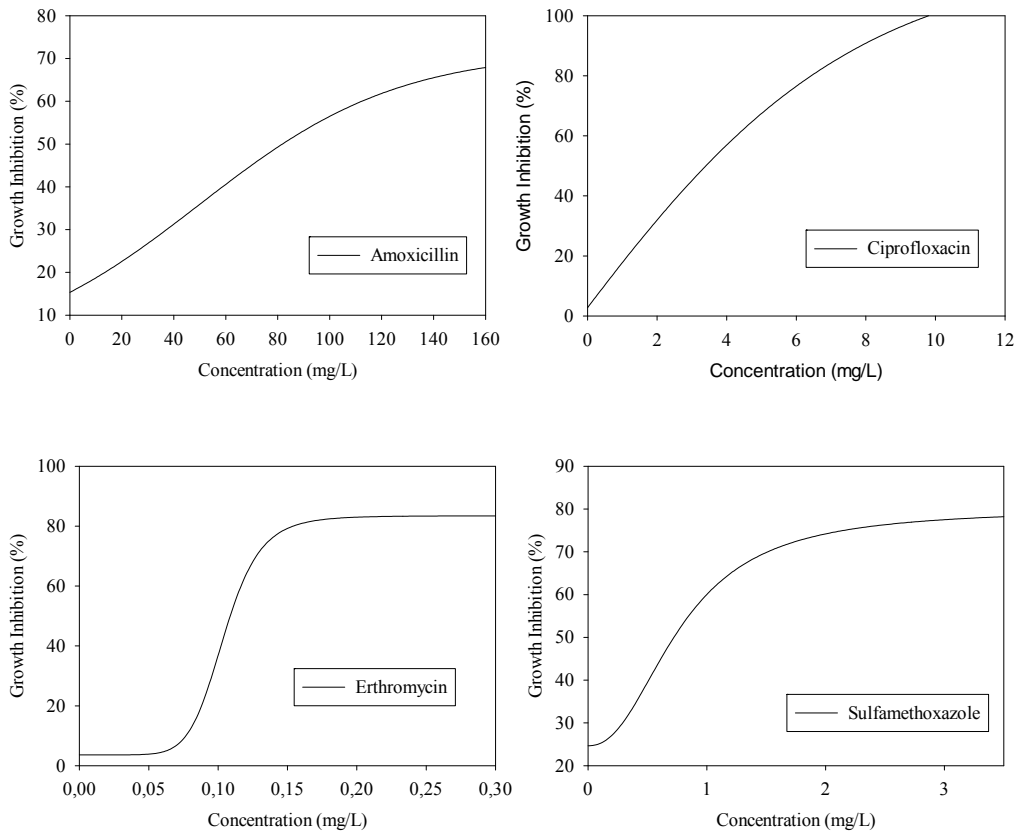 80
70
60
50
40
30
20
10
Growth Inhibition (%)
Amoxicillin
0 20 40 60 80 100 120 140 160
Concentration (mg/L)
100
80
60
40
20
0
Growth Inhibition (%)
Ciprofloxacin
0 2 4 6 8 10 12
Concentration (mg/L)
100
80
60
40
20
0
Growth Inhibition (%)
Erthromycin
0,00 0,05 0,10 0,15 0,20 0,25 0,30
Concentration (mg/L)
90
80
70
60
50
40
30
20
Growth Inhibition (%)
Sulfamethoxazole
0 1 2 3
Concentration (mg/L)